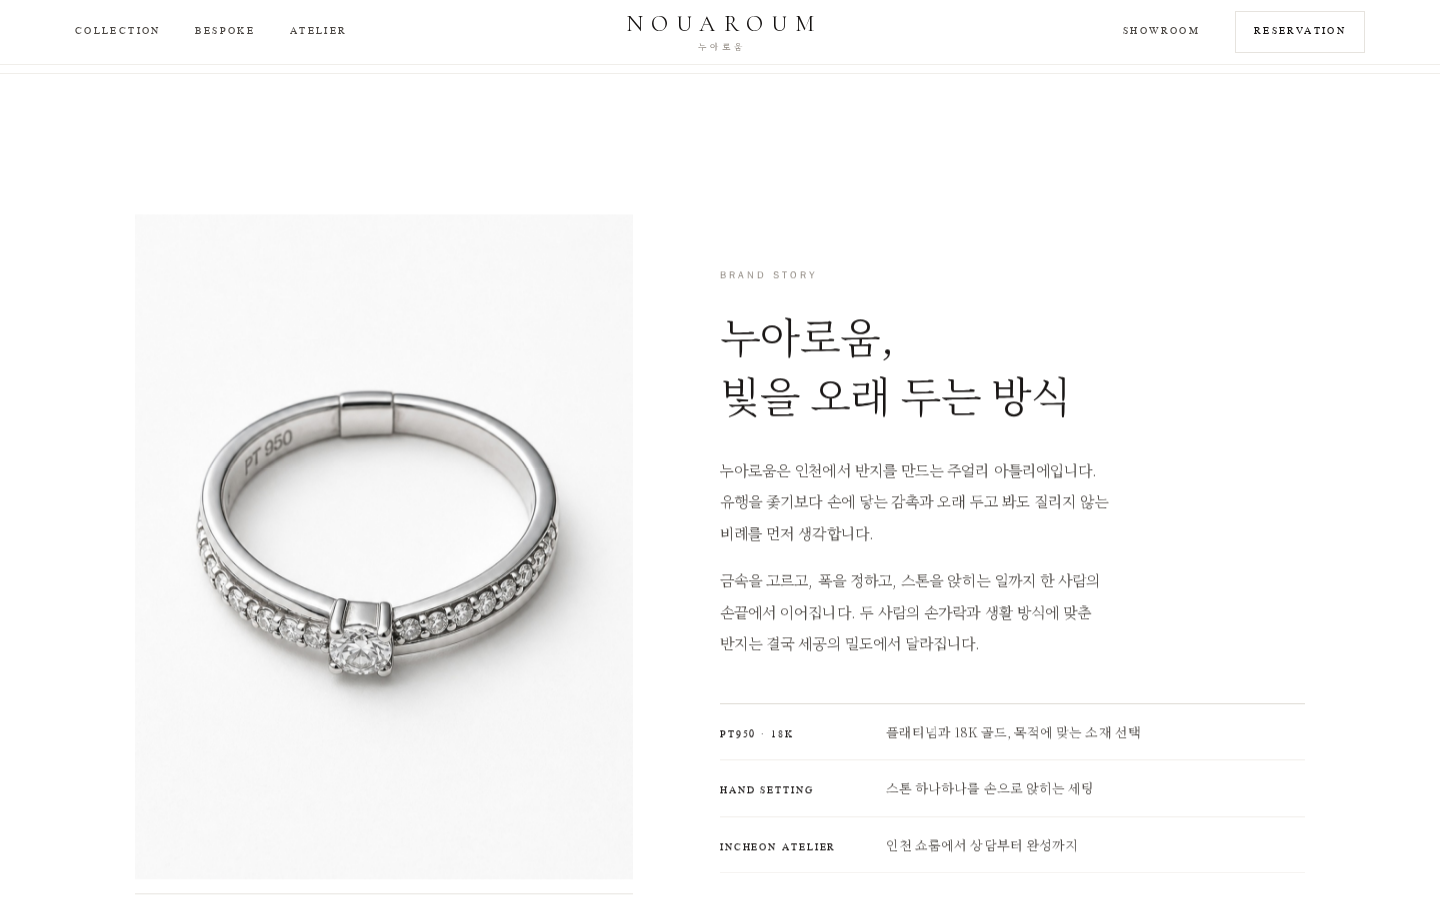 COLLECTION
BESPOKE
ATELIER
NOUAROUM
누아로움
SHOWROOM
RESERVATION
PT 950
BRAND STORY
누아로움,
빛을 오래 두는 방식
누아로움은 인천에서 반지를 만드는 주얼리 아틀리에입니다.
유행을 좇기보다 손에 닿는 감촉과 오래 두고 봐도 질리지 않는
비례를 먼저 생각합니다.
금속을 고르고, 폭을 정하고, 스톤을 앉히는 일까지 한 사람의
손끝에서 이어집니다. 두 사람의 손가락과 생활 방식에 맞춘
반지는 결국 세공의 밀도에서 달라집니다.
PT950 · 18K
플래티넘과 18K 골드, 목적에 맞는 소재 선택
HAND SETTING
스톤 하나하나를 손으로 앉히는 세팅
INCHEON ATELIER
인천 쇼룸에서 상담부터 완성까지